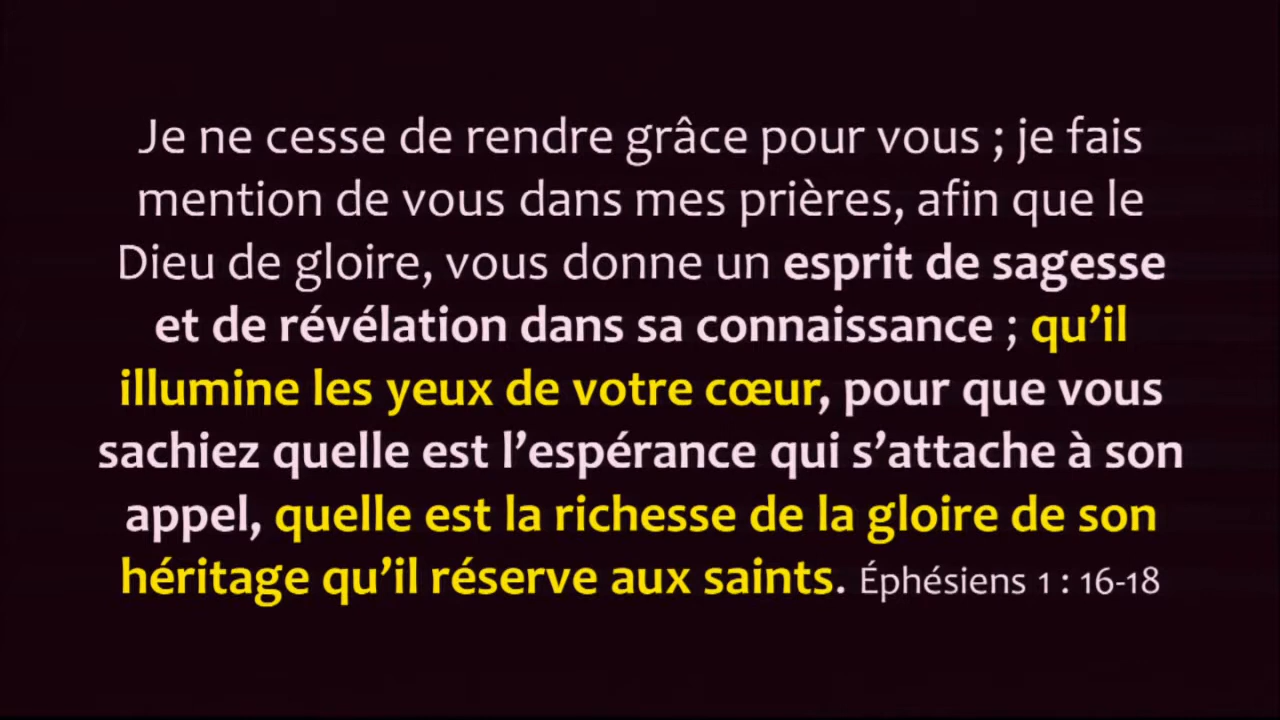 Je ne cesse de rendre grâce pour vous ; je fais
mention de vous dans mes prières, afin que le
Dieu de gloire, vous donne un esprit de sagesse
et de révélation dans sa connaissance ; qu’il
illumine les yeux de votre cœur, pour que vous
sachiez quelle est l’espérance qui s’attache à son
appel, quelle est la richesse de la gloire de son
héritage qu’il réserve aux saints. Éphésiens 1 : 16-18